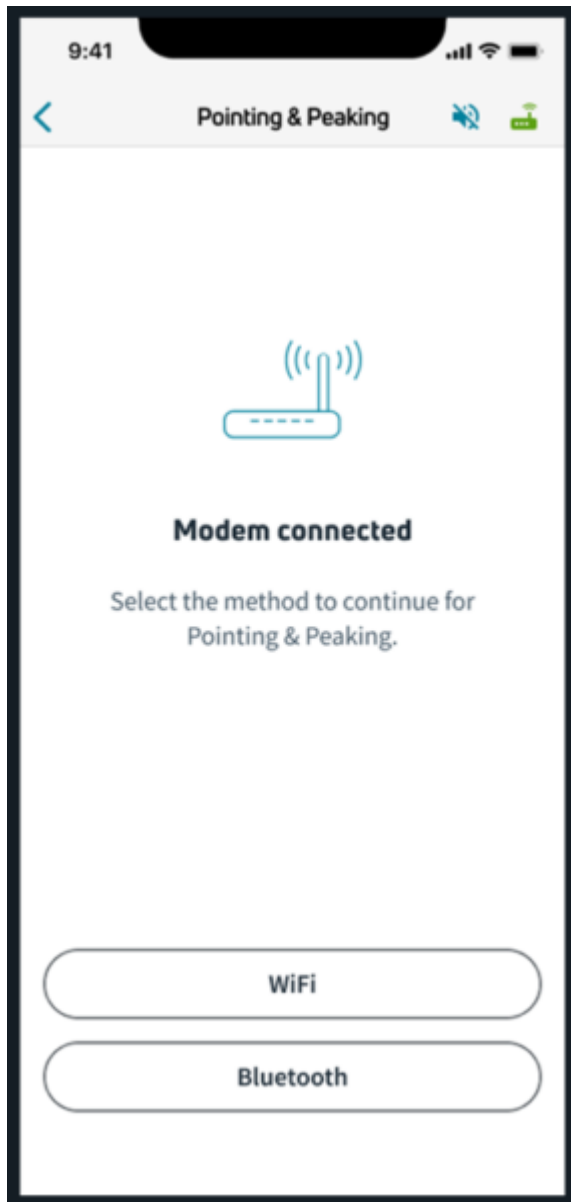 9:41
Pointing & Peaking
Modem connected
Select the method to continue for
Pointing & Peaking.
WiFi
Bluetooth